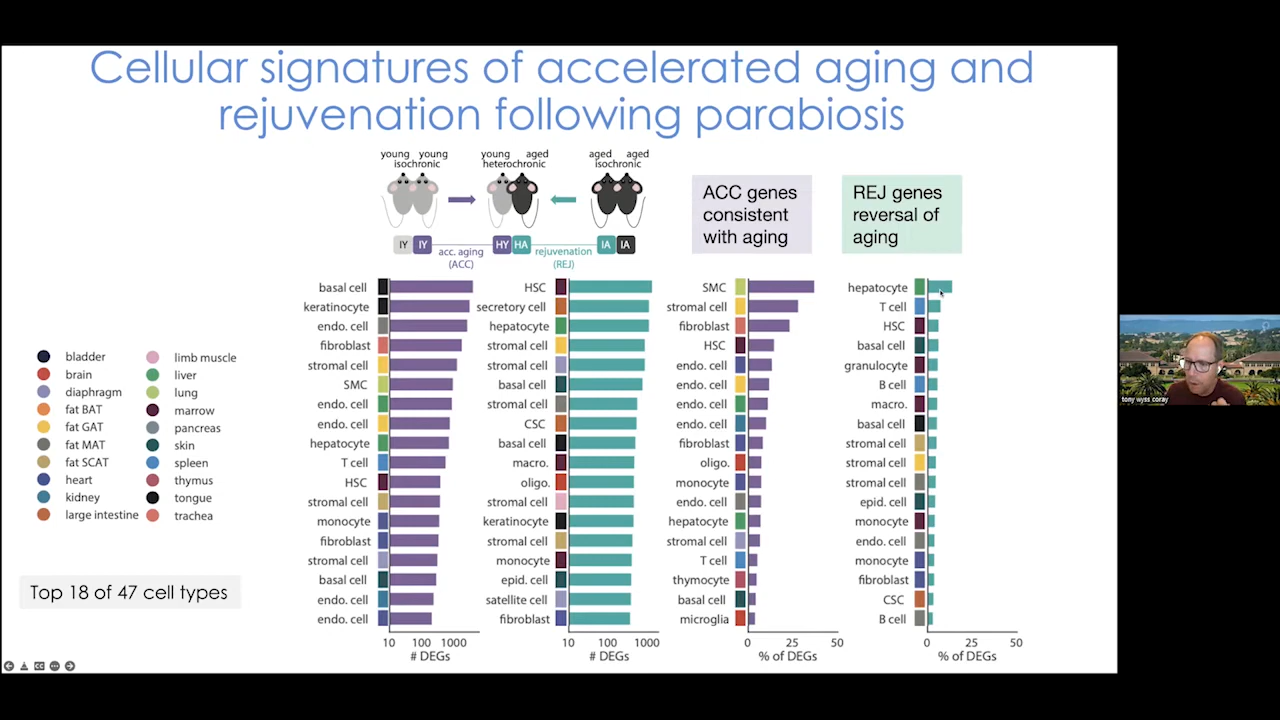 Cellular signatures of accelerated aging and
rejuvenation following parabiosis
young young
isochronic
young aged
heterochronic
aged aged
isochronic
IY IY
acc. aging
(ACC)
HY HA
rejuvenation
(REJ)
IA IA
ACC genes
consistent
with aging
REJ genes
reversal of
aging
bladder
brain
diaphragm
fat BAT
fat GAT
fat MAT
fat SCAT
heart
kidney
large intestine
limb muscle
liver
lung
marrow
pancreas
skin
spleen
thymus
tongue
trachea
Top 18 of 47 cell types
basal cell
keratinocyte
endo. cell
fibroblast
stromal cell
SMC
endo. cell
endo. cell
hepatocyte
T cell
HSC
stromal cell
monocyte
fibroblast
stromal cell
basal cell
endo. cell
endo. cell
10 100 1000
# DEGs
HSC
secretory cell
hepatocyte
stromal cell
stromal cell
basal cell
stromal cell
CSC
basal cell
macro.
oligo.
stromal cell
keratinocyte
stromal cell
monocyte
epid. cell
satellite cell
fibroblast
10 100 1000
# DEGs
SMC
stromal cell
fibroblast
HSC
endo. cell
endo. cell
endo. cell
endo. cell
fibroblast
oligo.
monocyte
endo. cell
hepatocyte
stromal cell
T cell
thymocyte
basal cell
microglia
0 25 50
% of DEGs
hepatocyte
T cell
HSC
basal cell
granulocyte
B cell
macro.
basal cell
stromal cell
stromal cell
epid. cell
monocyte
endo. cell
monocyte
fibroblast
CSC
B cell
0 25 50
% of DEGs
tony wyss coray